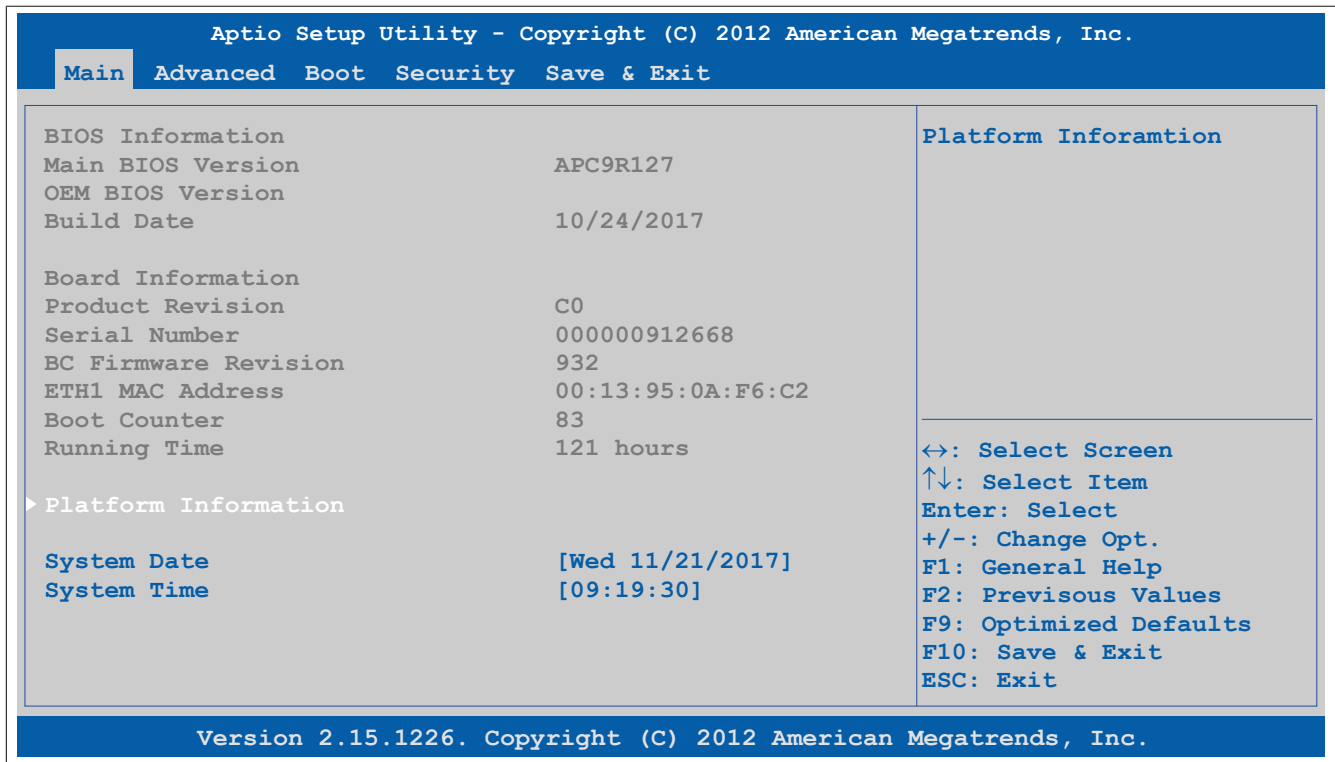 Aptio Setup Utility - Copyright (C) 2012 American Megatrends, Inc.
Main Advanced Boot Security Save & Exit
BIOS Information
Main BIOS Version APC9R127
OEM BIOS Version
Build Date 10/24/2017
Board Information
Product Revision C0
Serial Number 000000912668
BC Firmware Revision 932
ETH1 MAC Address 00:13:95:0A:F6:C2
Boot Counter 83
Running Time 121 hours
Platform Information
System Date [Wed 11/21/2017]
System Time [09:19:30]
Platform Inforamtion
↔: Select Screen
↑↓: Select Item
Enter: Select
+/-: Change Opt.
F1: General Help
F2: Previsous Values
F9: Optimized Defaults
F10: Save & Exit
ESC: Exit
Version 2.15.1226. Copyright (C) 2012 American Megatrends, Inc.